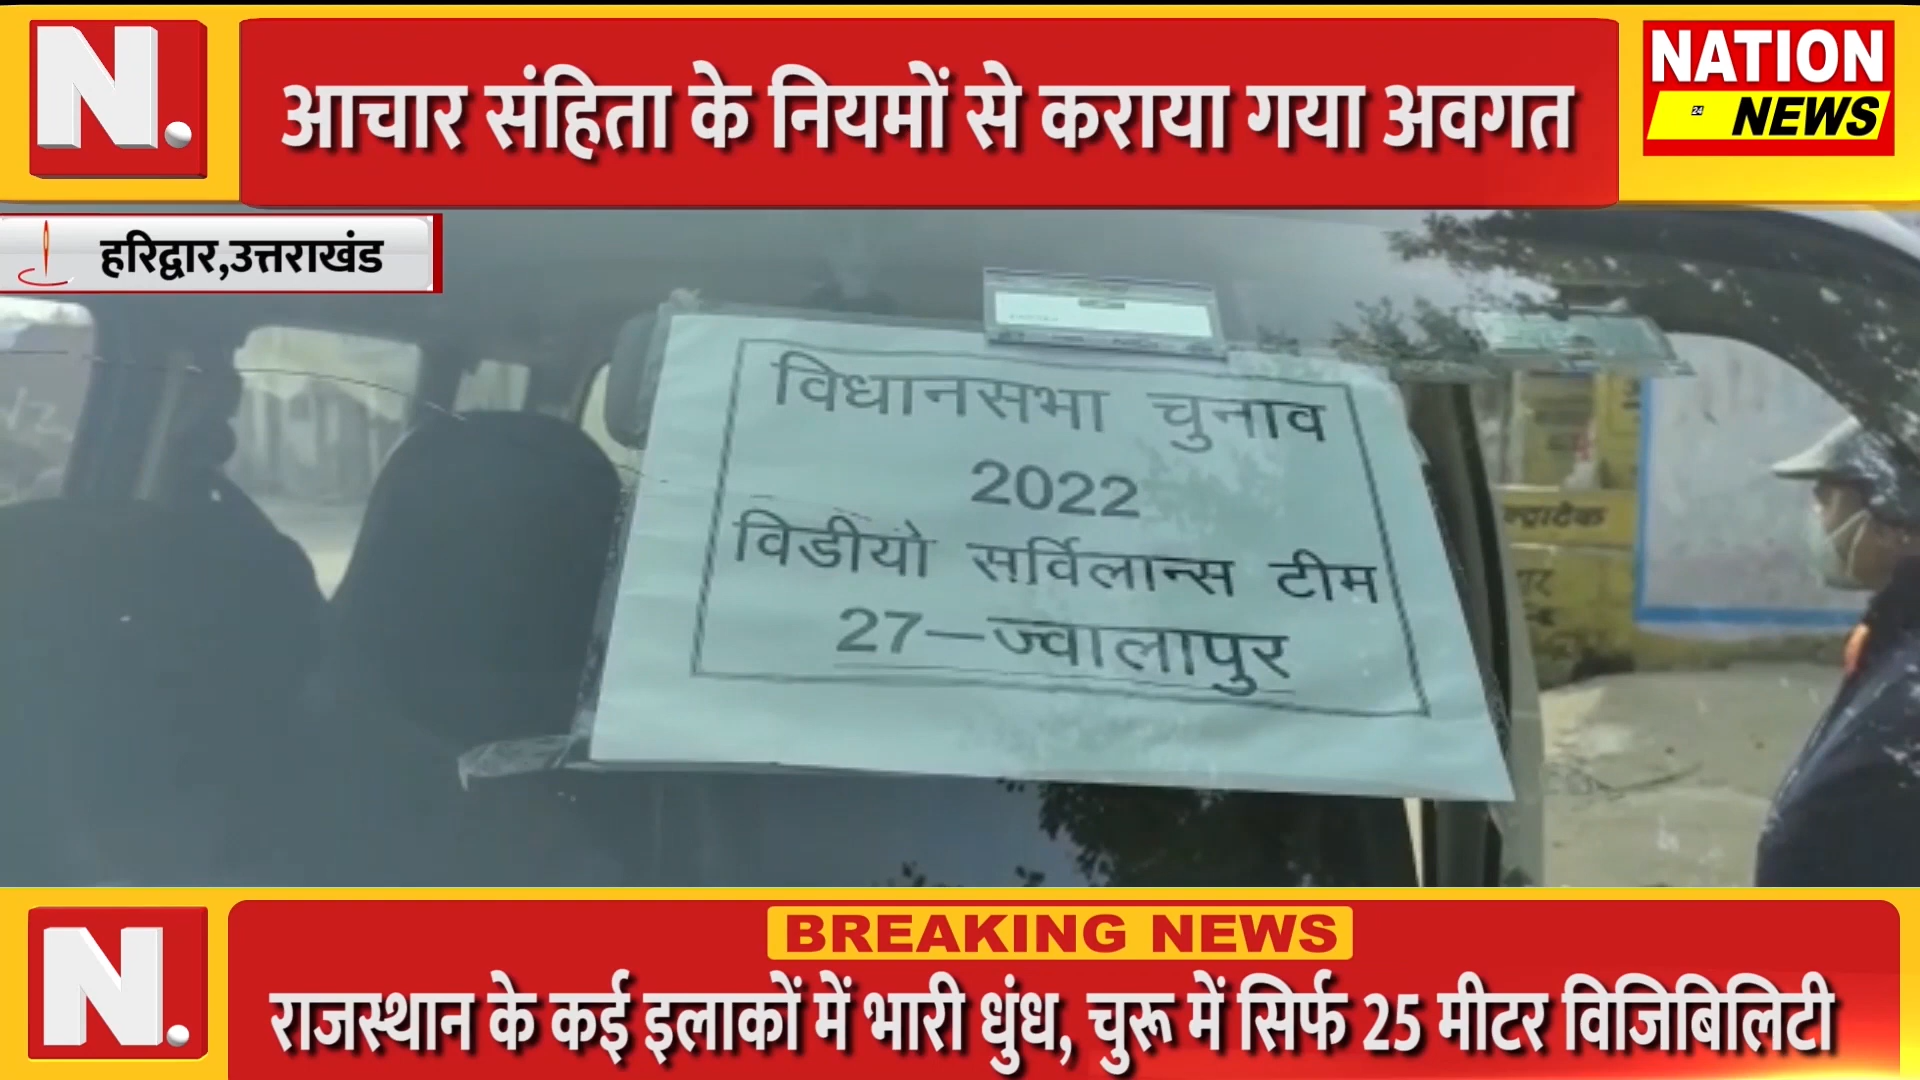 N.
आचार संहिता के नियमों से कराया गया अवगत
NATION
24 NEWS
हरिद्वार,उत्तराखंड
विधानसभा चुनाव
2022
विडीयो सर्विलान्स टीम
27–ज्वालापुर
N.
BREAKING NEWS
राजस्थान के कई इलाकों में भारी धुंध, चुरू में सिर्फ 25 मीटर विजिबिलिटी